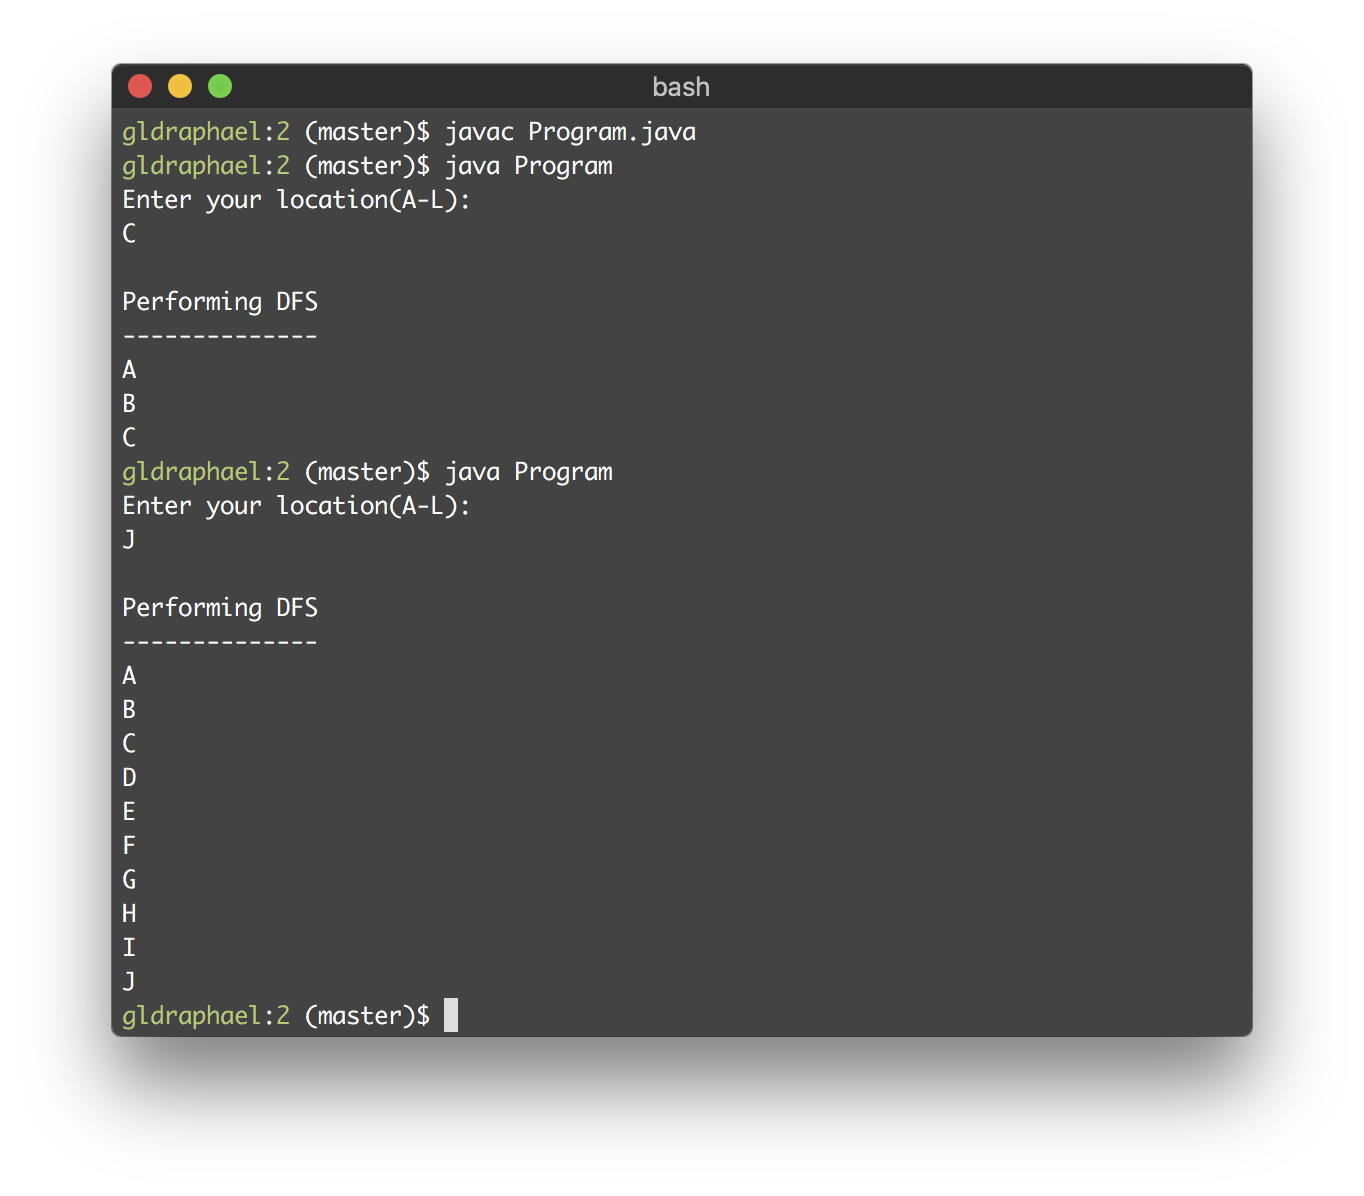 bash
gldraphael:2 (master)$ javac Program.java
gldraphael:2 (master)$ java Program
Enter your location(A-L):
C
Performing DFS
--------------
A
B
C
gldraphael:2 (master)$ java Program
Enter your location(A-L):
J
Performing DFS
--------------
A
B
C
D
E
F
G
H
I
J
gldraphael:2 (master)$